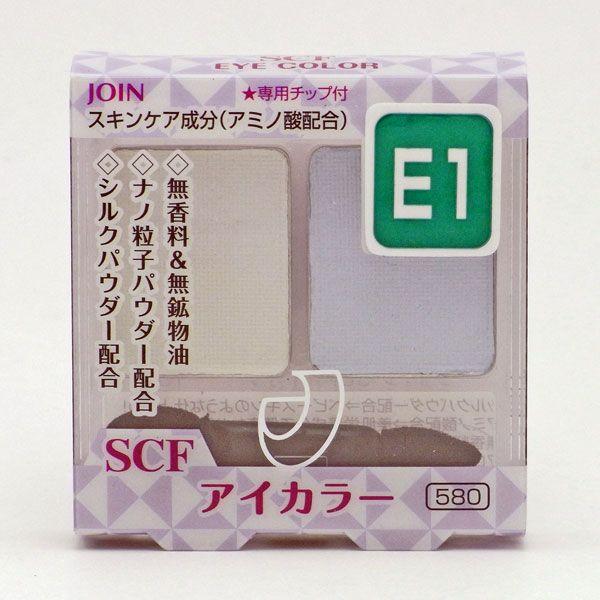 SCF
EYE COLOR
JOIN
★専用チップ付
スキンケア成分(アミノ酸配合)
E1
◇無香料&無鉱物油
◇ナノ粒子パウダー配合
◇シルクパウダー配合
SCF
アイカラー
580